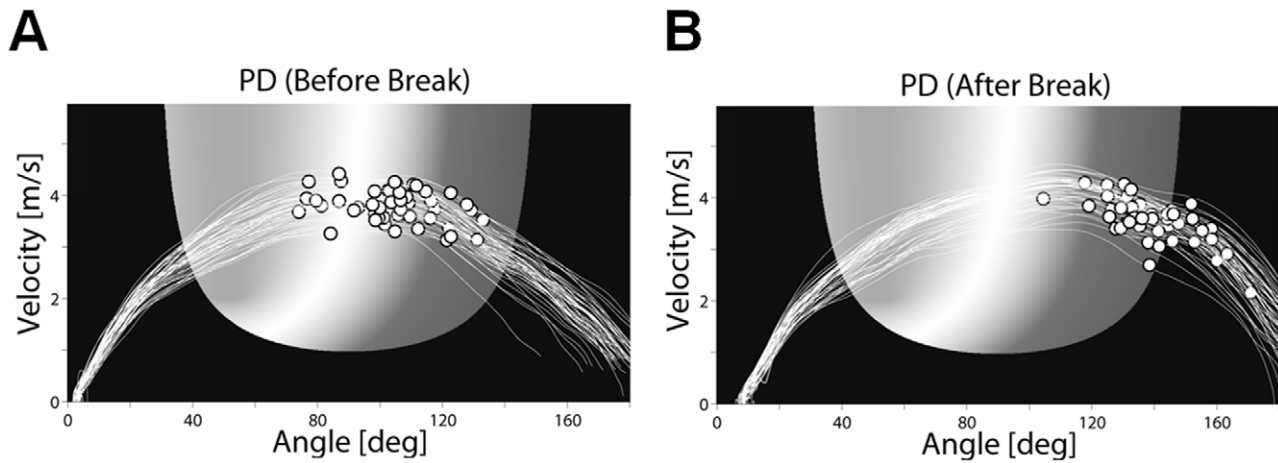 A
PD (Before Break)
Velocity [m/s]
4
2
0
0 40 80 120 160
Angle [deg]
B
PD (After Break)
Velocity [m/s]
4
2
0
0 40 80 120 160
Angle [deg]